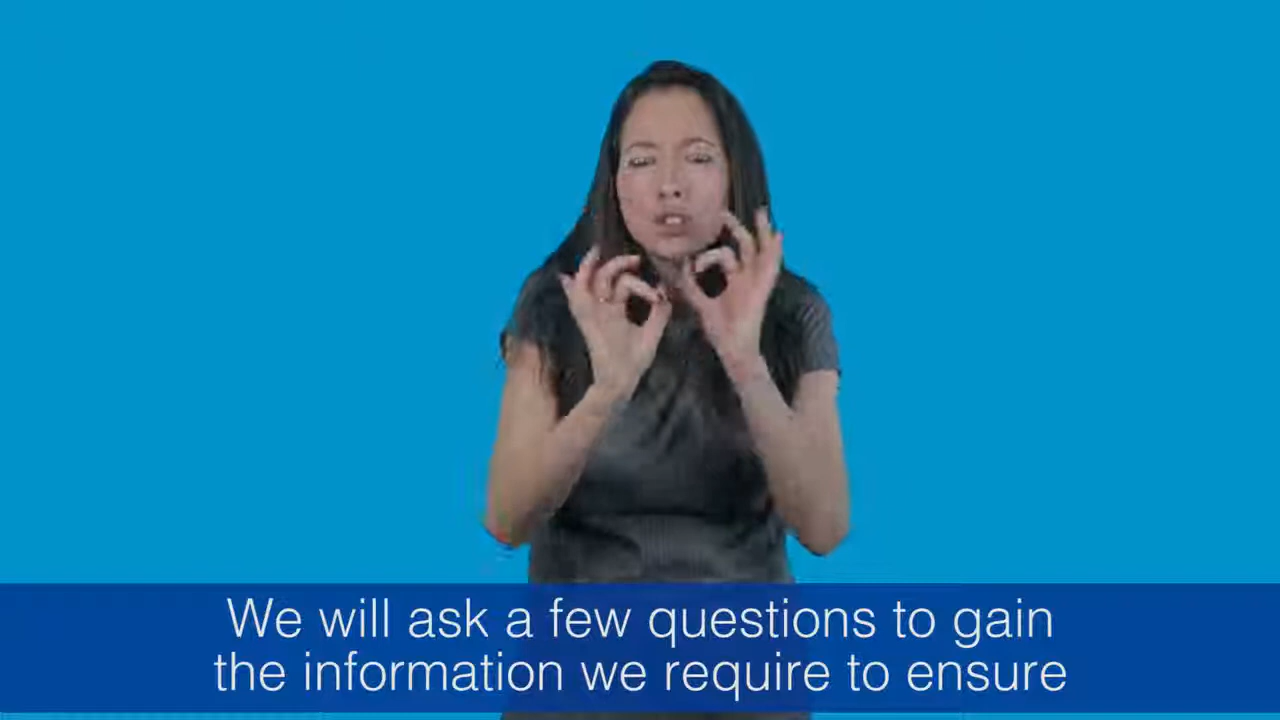 We will ask a few questions to gain
the information we require to ensure